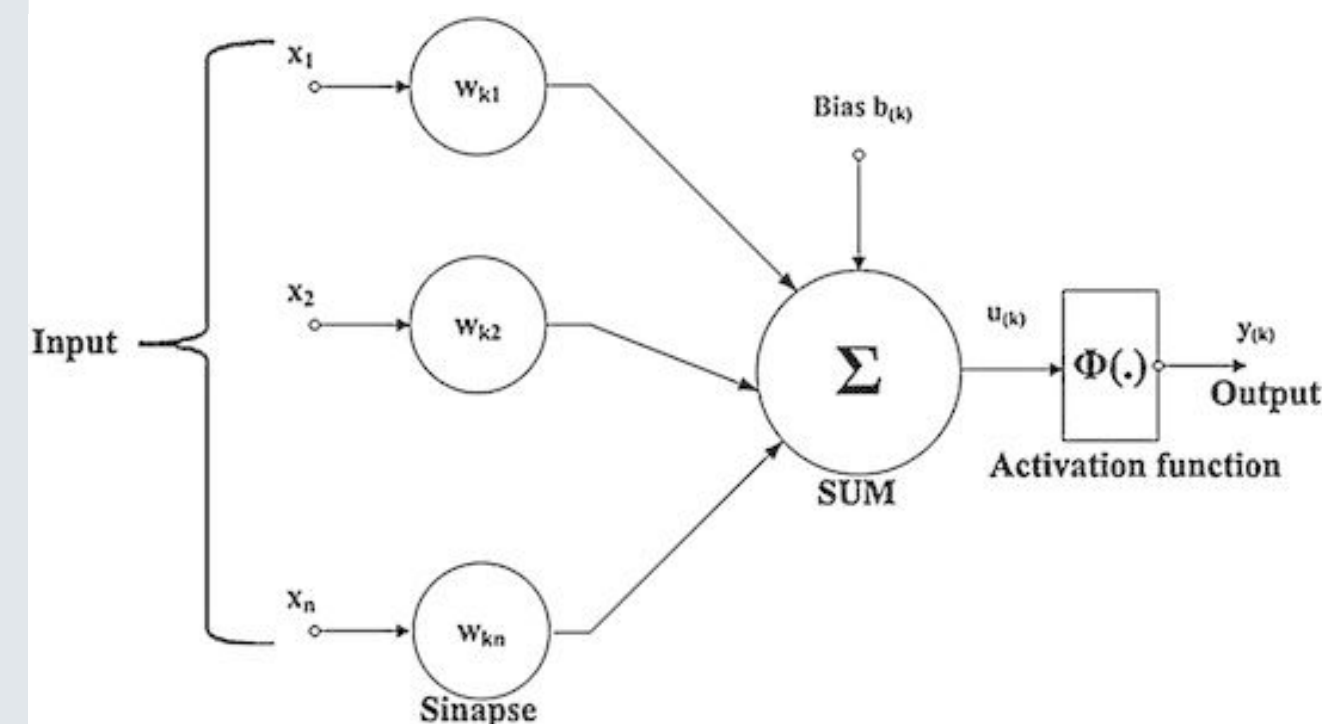 x₁
wₖ₁
Bias b₍ₖ₎
x₂
wₖ₂
Input
Σ
u₍ₖ₎
Φ(.)
y₍ₖ₎
Output
Activation function
SUM
xₙ
wₖₙ
Sinapse